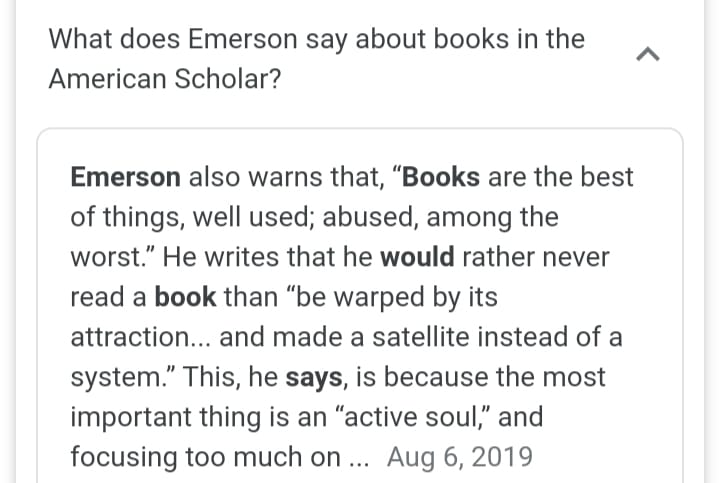 What does Emerson say about books in the
American Scholar?
Emerson also warns that, “Books are the best
of things, well used; abused, among the
worst.” He writes that he would rather never
read a book than “be warped by its
attraction... and made a satellite instead of a
system.” This, he says, is because the most
important thing is an “active soul,” and
focusing too much on ... Aug 6, 2019